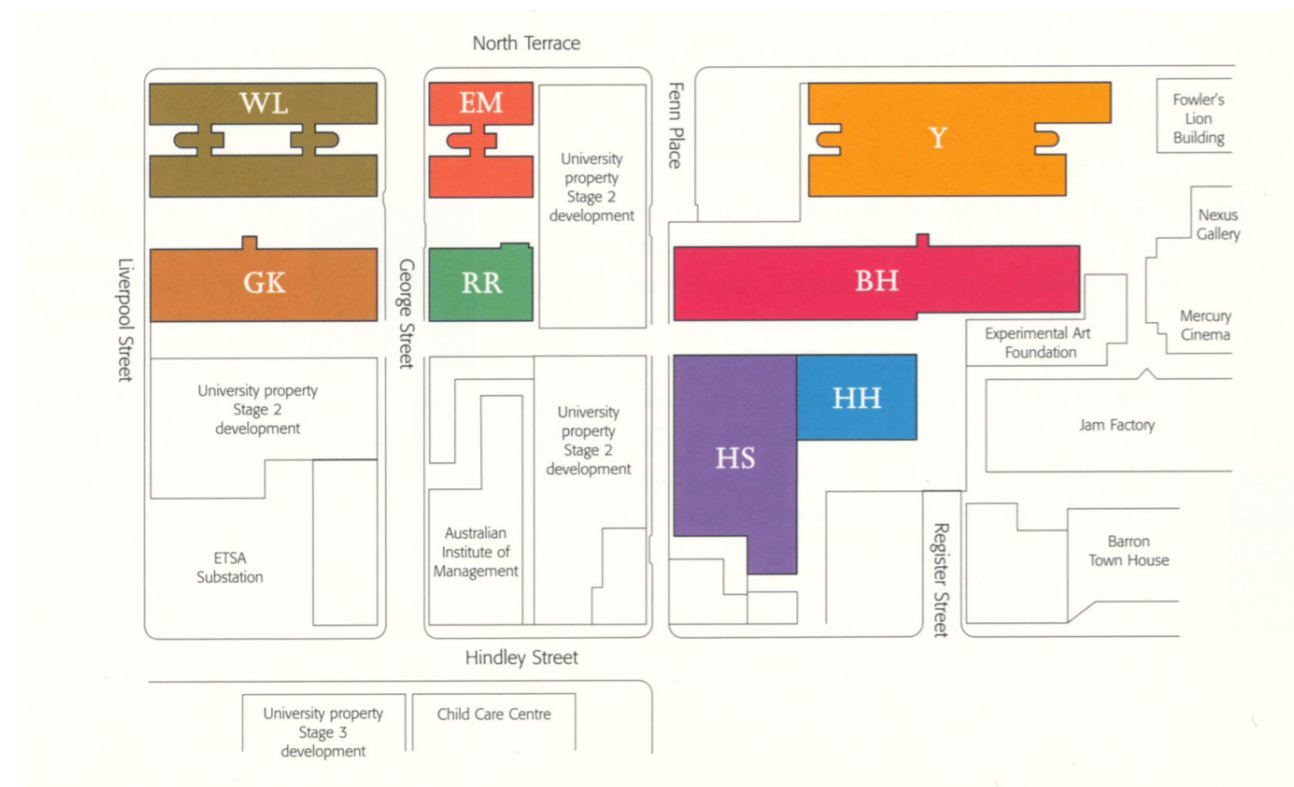 North Terrace
WL
EM
Y
Fenn Place
Fowler's
Lion
Building
University
property
Stage 2
development
Nexus
Gallery
Liverpool Street
GK
George Street
RR
BH
Mercury
Cinema
Experimental Art
Foundation
University property
Stage 2
development
University
property
Stage 2
development
HS
HH
Jam Factory
ETSA
Substation
Australian
Institute of
Management
Register Street
Barron
Town House
Hindley Street
University property
Stage 3
development
Child Care Centre